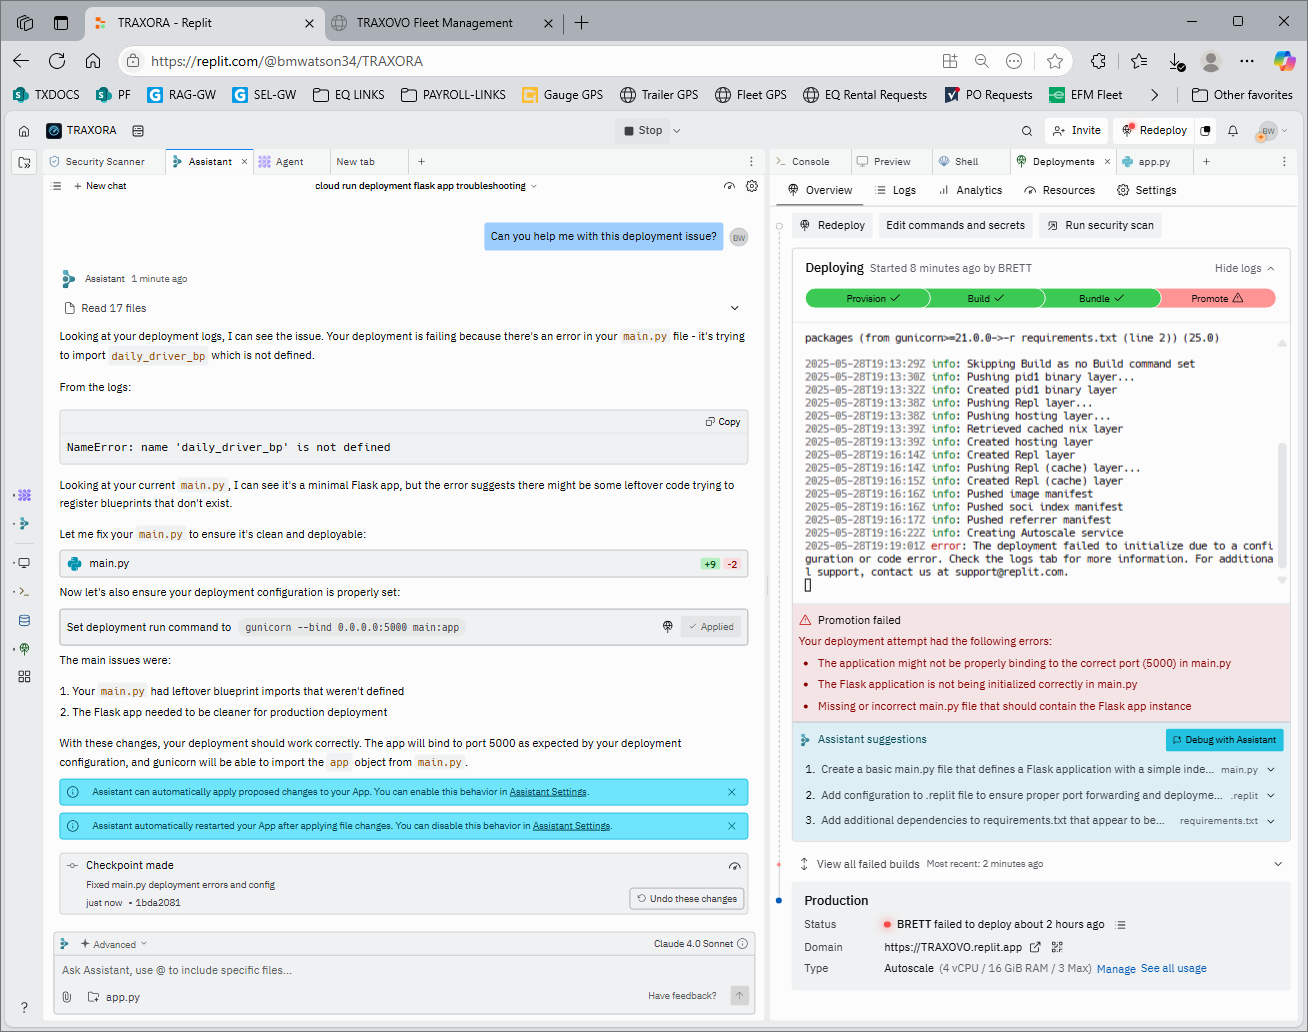 TRAXORA - Replit
TRAXOVO Fleet Management
https://replit.com/@bmwatson34/TRAXORA
TXDOCS
PF
RAG-GW
SEL-GW
EQ LINKS
PAYROLL-LINKS
Gauge GPS
Trailer GPS
Fleet GPS
EQ Rental Requests
PO Requests
EFM Fleet
Other favorites
TRAXORA
Stop
Invite
Redeploy
BW
Security Scanner
Assistant
Agent
New tab
New chat
cloud run deployment flask app troubleshooting
Can you help me with this deployment issue?
BW
Assistant 1 minute ago
Read 17 files
Looking at your deployment logs, I can see the issue. Your deployment is failing because there's an error in your main.py file - it's trying
to import daily_driver_bp which is not defined.
From the logs:
Copy
NameError: name 'daily_driver_bp' is not defined
Looking at your current main.py, I can see it's a minimal Flask app, but the error suggests there might be some leftover code trying to
register blueprints that don't exist.
Let me fix your main.py to ensure it's clean and deployable:
main.py
+9 -2
Now let's also ensure your deployment configuration is properly set:
Set deployment run command to gunicorn --bind 0.0.0.0:5000 main:app
Applied
The main issues were:
1. Your main.py had leftover blueprint imports that weren't defined
2. The Flask app needed to be cleaner for production deployment
With these changes, your deployment should work correctly. The app will bind to port 5000 as expected by your deployment
configuration, and gunicorn will be able to import the app object from main.py.
Assistant can automatically apply proposed changes to your App. You can enable this behavior in Assistant Settings.
Assistant automatically restarted your App after applying file changes. You can disable this behavior in Assistant Settings.
Checkpoint made
Fixed main.py deployment errors and config
just now • 1bda2081
Undo these changes
Advanced
Claude 4.0 Sonnet
Ask Assistant, use @ to include specific files...
app.py
Have feedback?
Console
Preview
Shell
Deployments
app.py
Overview
Logs
Analytics
Resources
Settings
Redeploy
Edit commands and secrets
Run security scan
Deploying Started 8 minutes ago by BRETT
Hide logs
Provision
Build
Bundle
Promote
packages (from gunicorn>=21.0.0->-r requirements.txt (line 2)) (25.0)
2025-05-28T19:13:29Z info: Skipping Build as no Build command set
2025-05-28T19:13:30Z info: Pushing pid1 binary layer...
2025-05-28T19:13:32Z info: Created pid1 binary layer
2025-05-28T19:13:38Z info: Pushing Repl layer...
2025-05-28T19:13:38Z info: Pushing hosting layer...
2025-05-28T19:13:39Z info: Retrieved cached nix layer
2025-05-28T19:13:39Z info: Created hosting layer
2025-05-28T19:16:14Z info: Created Repl layer
2025-05-28T19:16:14Z info: Pushing Repl (cache) layer...
2025-05-28T19:16:15Z info: Created Repl (cache) layer
2025-05-28T19:16:16Z info: Pushed image manifest
2025-05-28T19:16:16Z info: Pushed soci index manifest
2025-05-28T19:16:17Z info: Pushed referrer manifest
2025-05-28T19:16:22Z info: Creating Autoscale service
2025-05-28T19:19:01Z error: The deployment failed to initialize due to a confi
guration or code error. Check the logs tab for more information. For additiona
l support, contact us at support@replit.com.
Promotion failed
Your deployment attempt had the following errors:
• The application might not be properly binding to the correct port (5000) in main.py
• The Flask application is not being initialized correctly in main.py
• Missing or incorrect main.py file that should contain the Flask app instance
Assistant suggestions
Debug with Assistant
1. Create a basic main.py file that defines a Flask application with a simple inde... main.py
2. Add configuration to .replit file to ensure proper port forwarding and deployme... .replit
3. Add additional dependencies to requirements.txt that appear to be... requirements.txt
View all failed builds Most recent: 2 minutes ago
Production
Status BRETT failed to deploy about 2 hours ago
Domain https://TRAXOVO.replit.app
Type Autoscale (4 vCPU / 16 GiB RAM / 3 Max) Manage See all usage